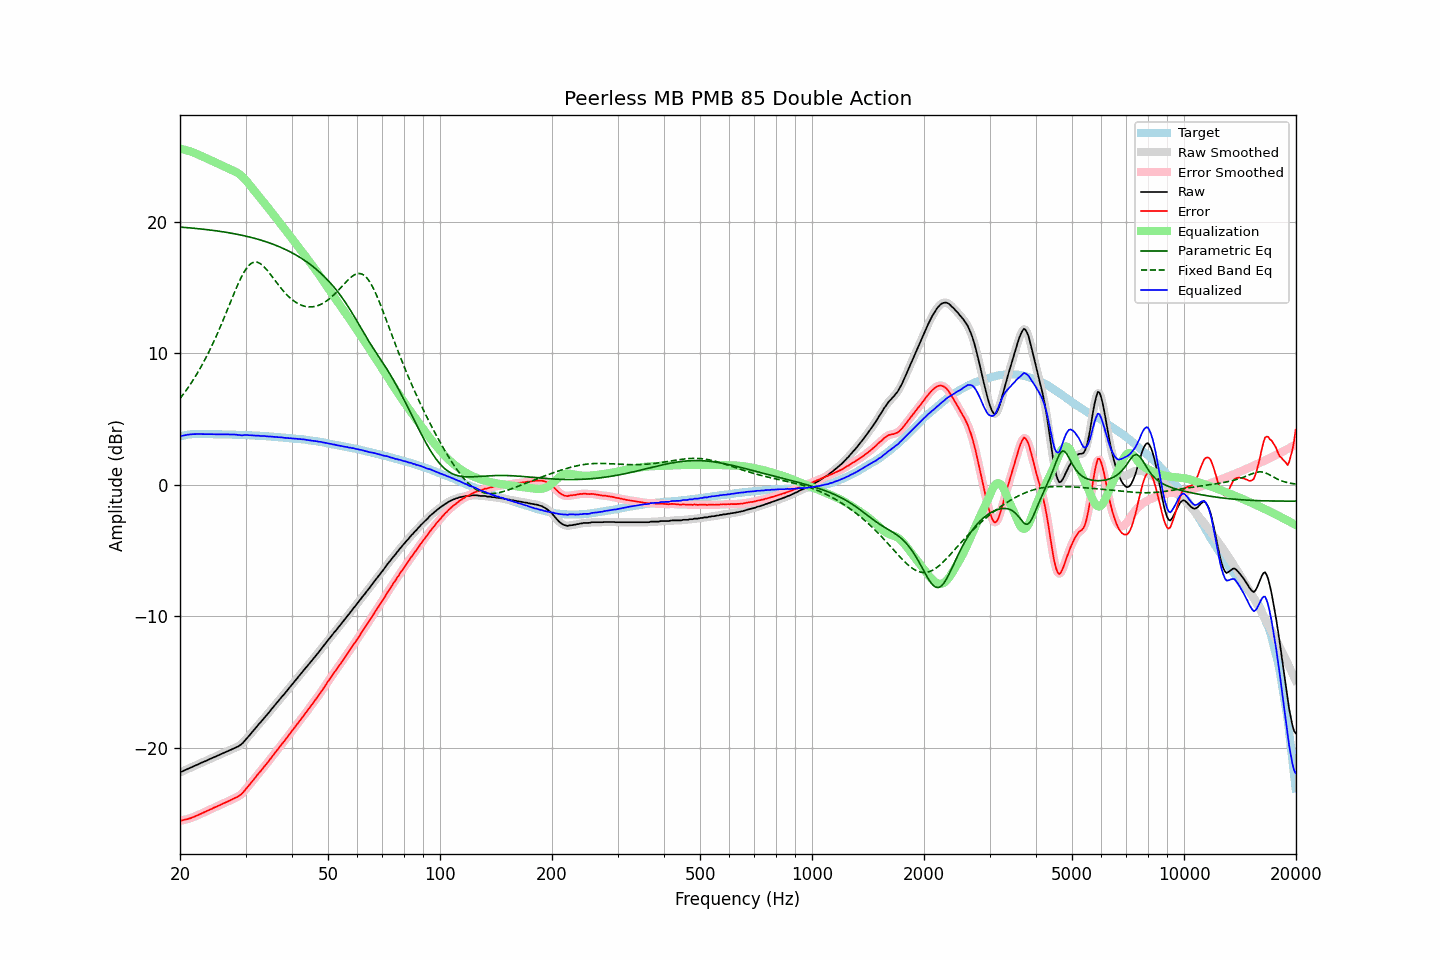 Peerless MB PMB 85 Double Action
Target
Raw Smoothed
Error Smoothed
Raw
Error
Equalization
Parametric Eq
Fixed Band Eq
Equalized
Amplitude (dBr)
20
10
0
−10
−20
20 50 100 200 500 1000 2000 5000 10000 20000
Frequency (Hz)